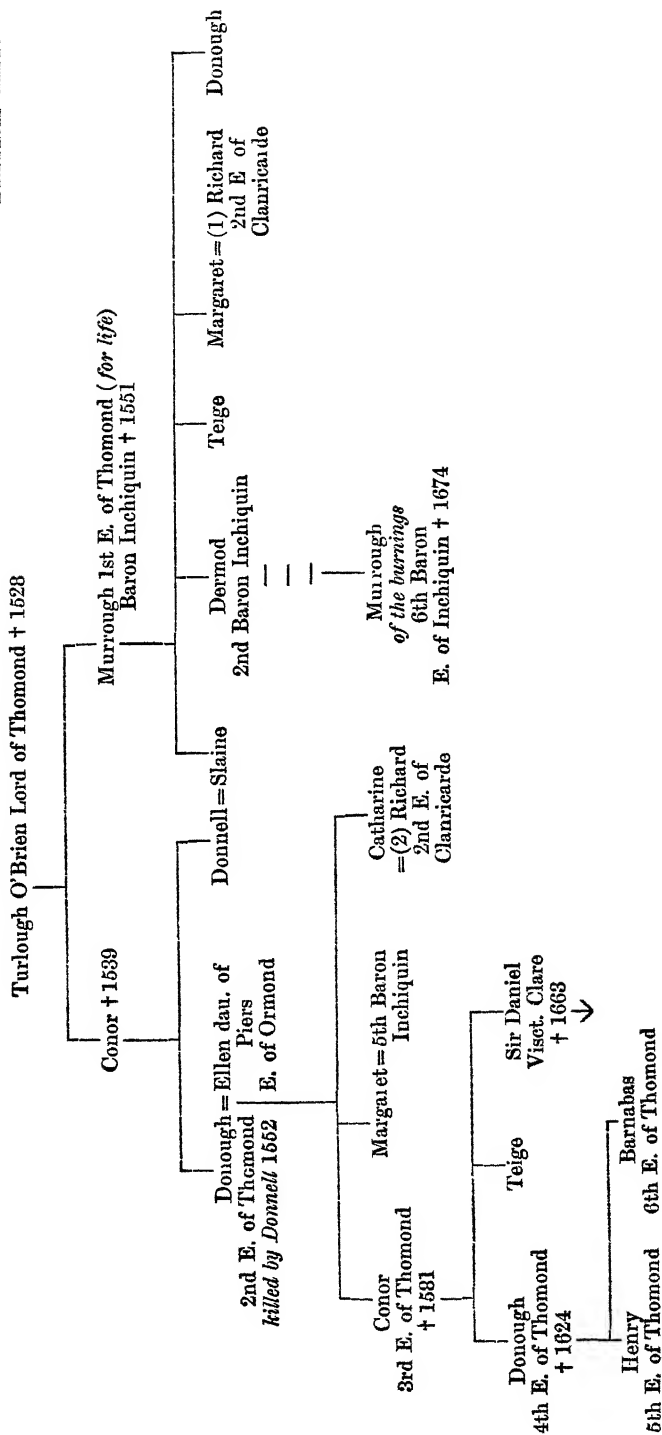 Turlough O'Brien Lord of Thomond † 1528
Conor † 1539
Murrough 1st E. of Thomond (for life)
Baron Inchiquin † 1551
Donough = Ellen dau. of
Piers
E. of Ormond
2nd E. of Thomond
killed by Donnell 1552
Donnell = Slaine
Dermod
2nd Baron Inchiquin
Teige
Margaret = (1) Richard
2nd E of
Clanricarde
Donough
Conor
3rd E. of Thomond
† 1581
Margaret = 5th Baron
Inchiquin
Catharine
= (2) Richard
2nd E. of
Clanricarde
Murrough
of the burnings
6th Baron
E. of Inchiquin † 1674
Donough
4th E. of Thomond
† 1624
Teige
Sir Daniel
Visct. Clare
† 1663
Henry
5th E. of Thomond
Barnabas
6th E. of Thomond